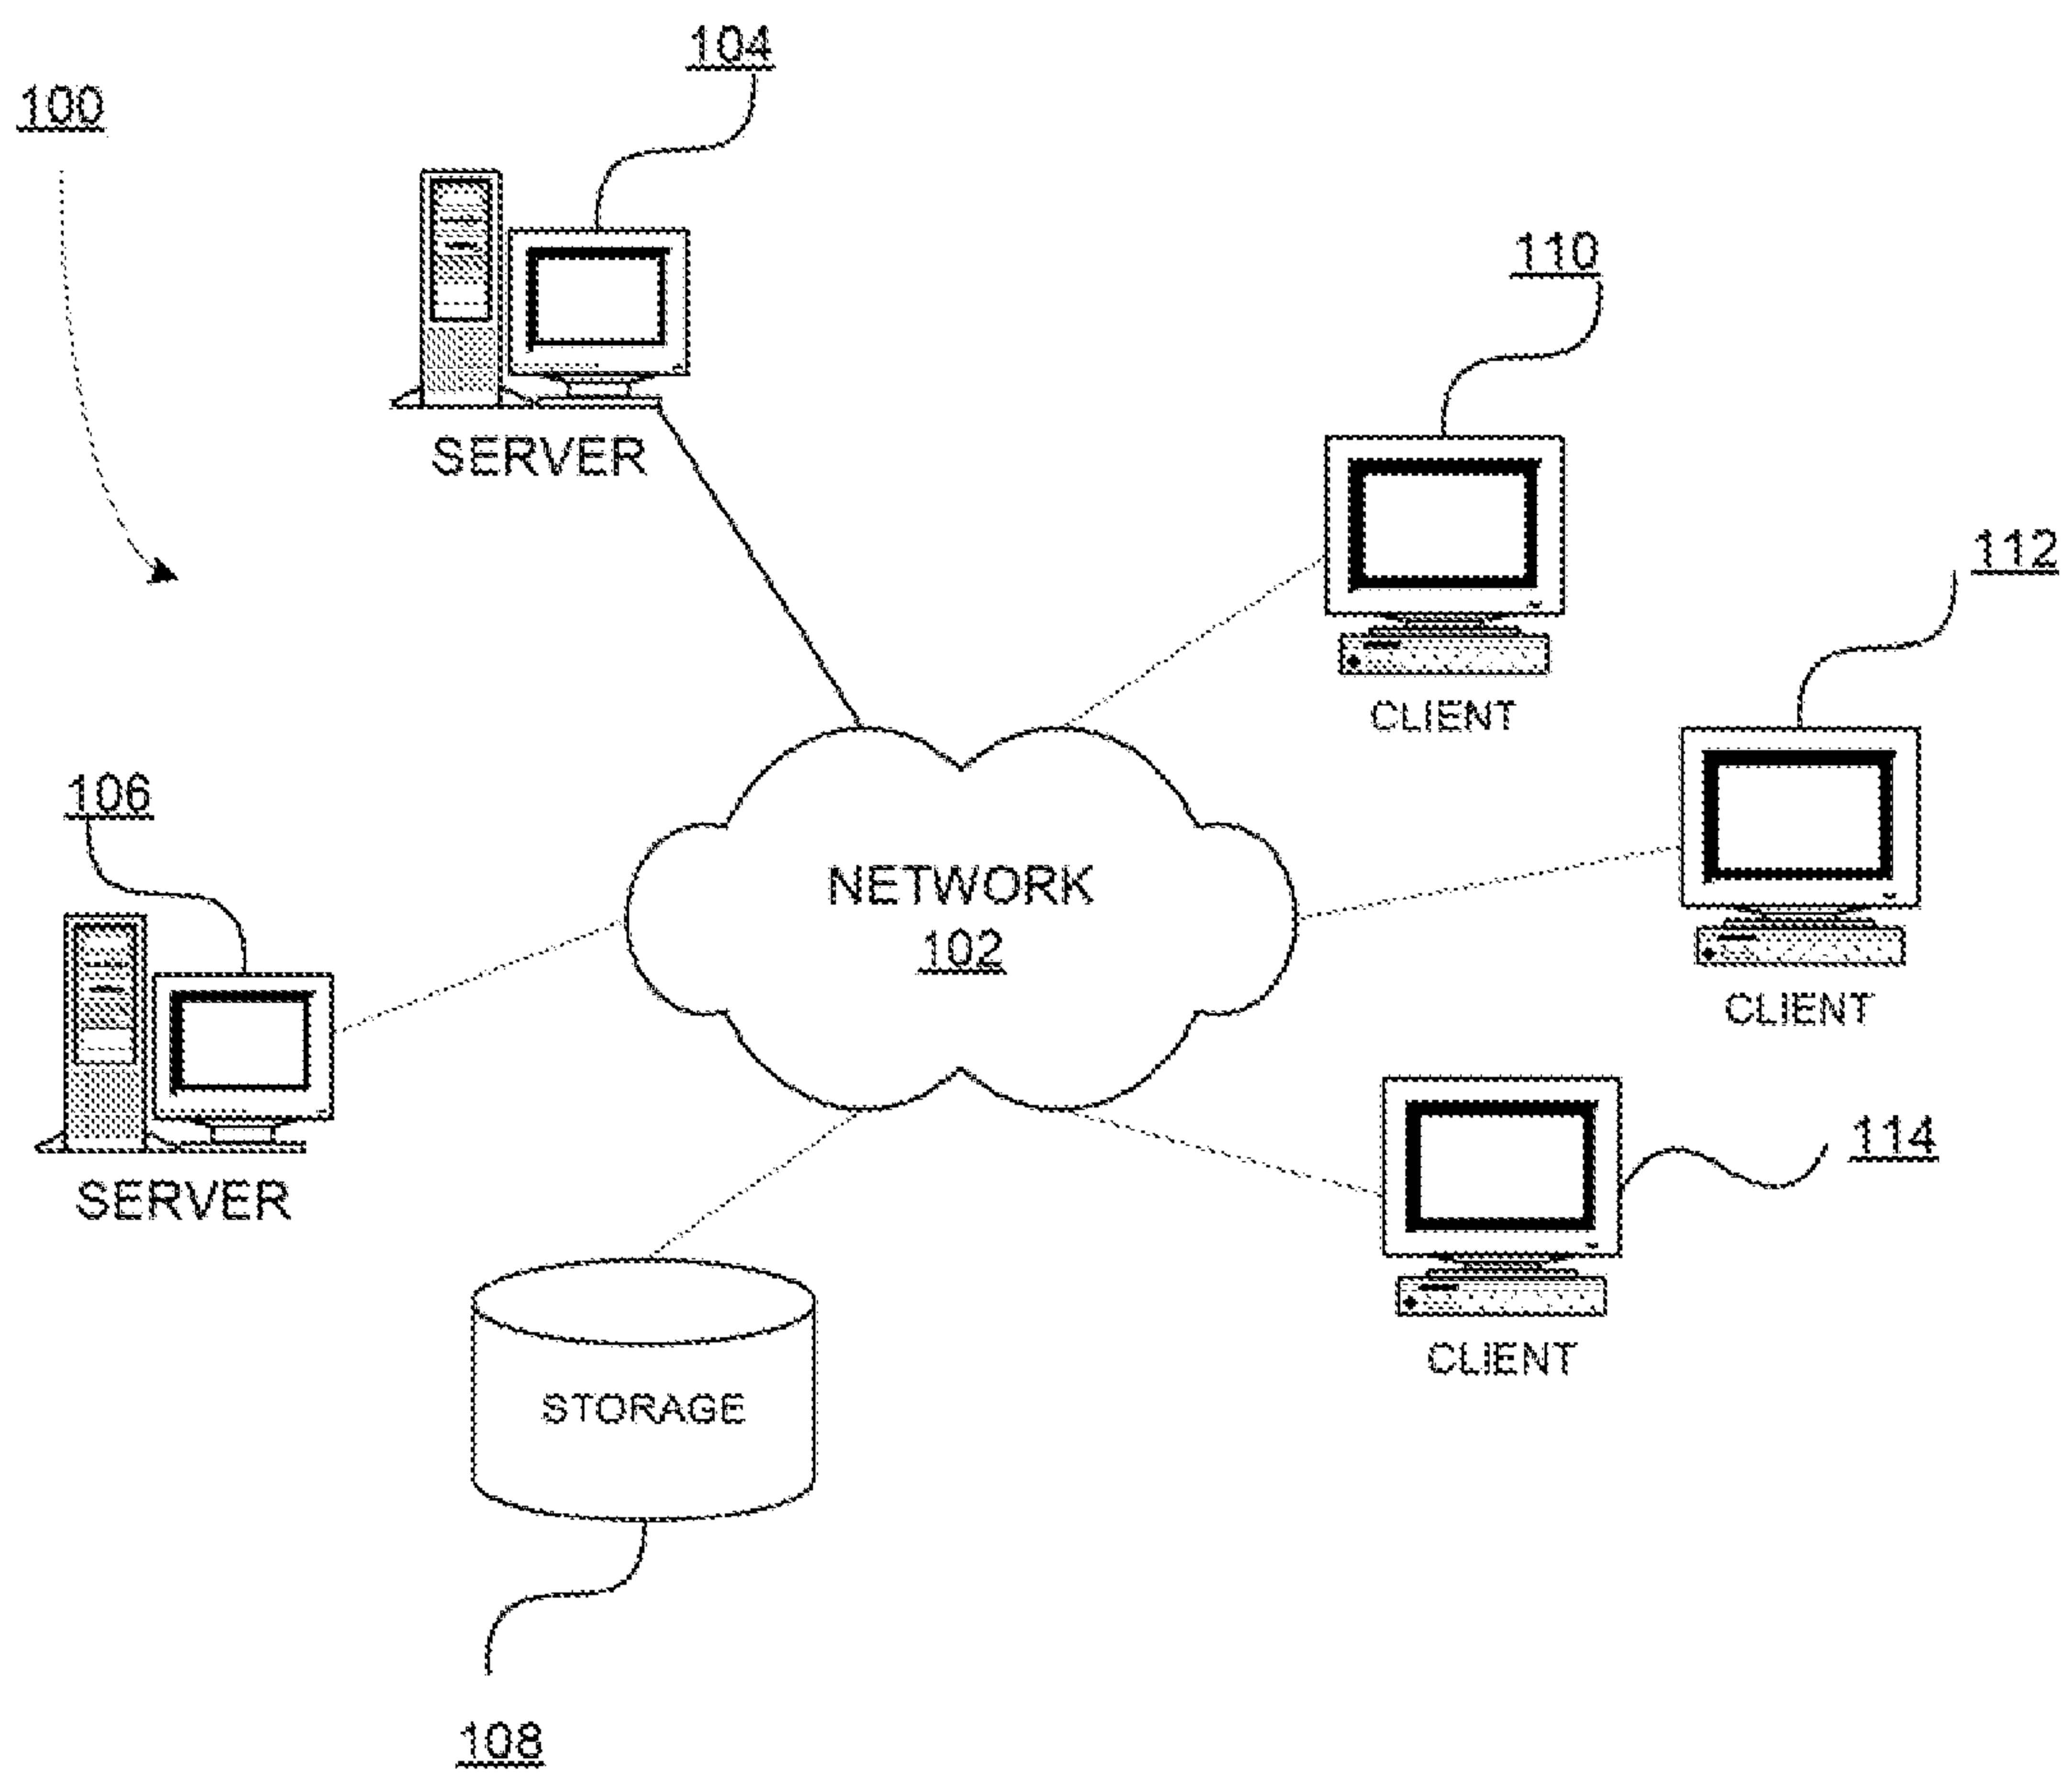 104
100
SERVER
110
CLIENT
112
CLIENT
106
SERVER
NETWORK
102
114
CLIENT
STORAGE
108